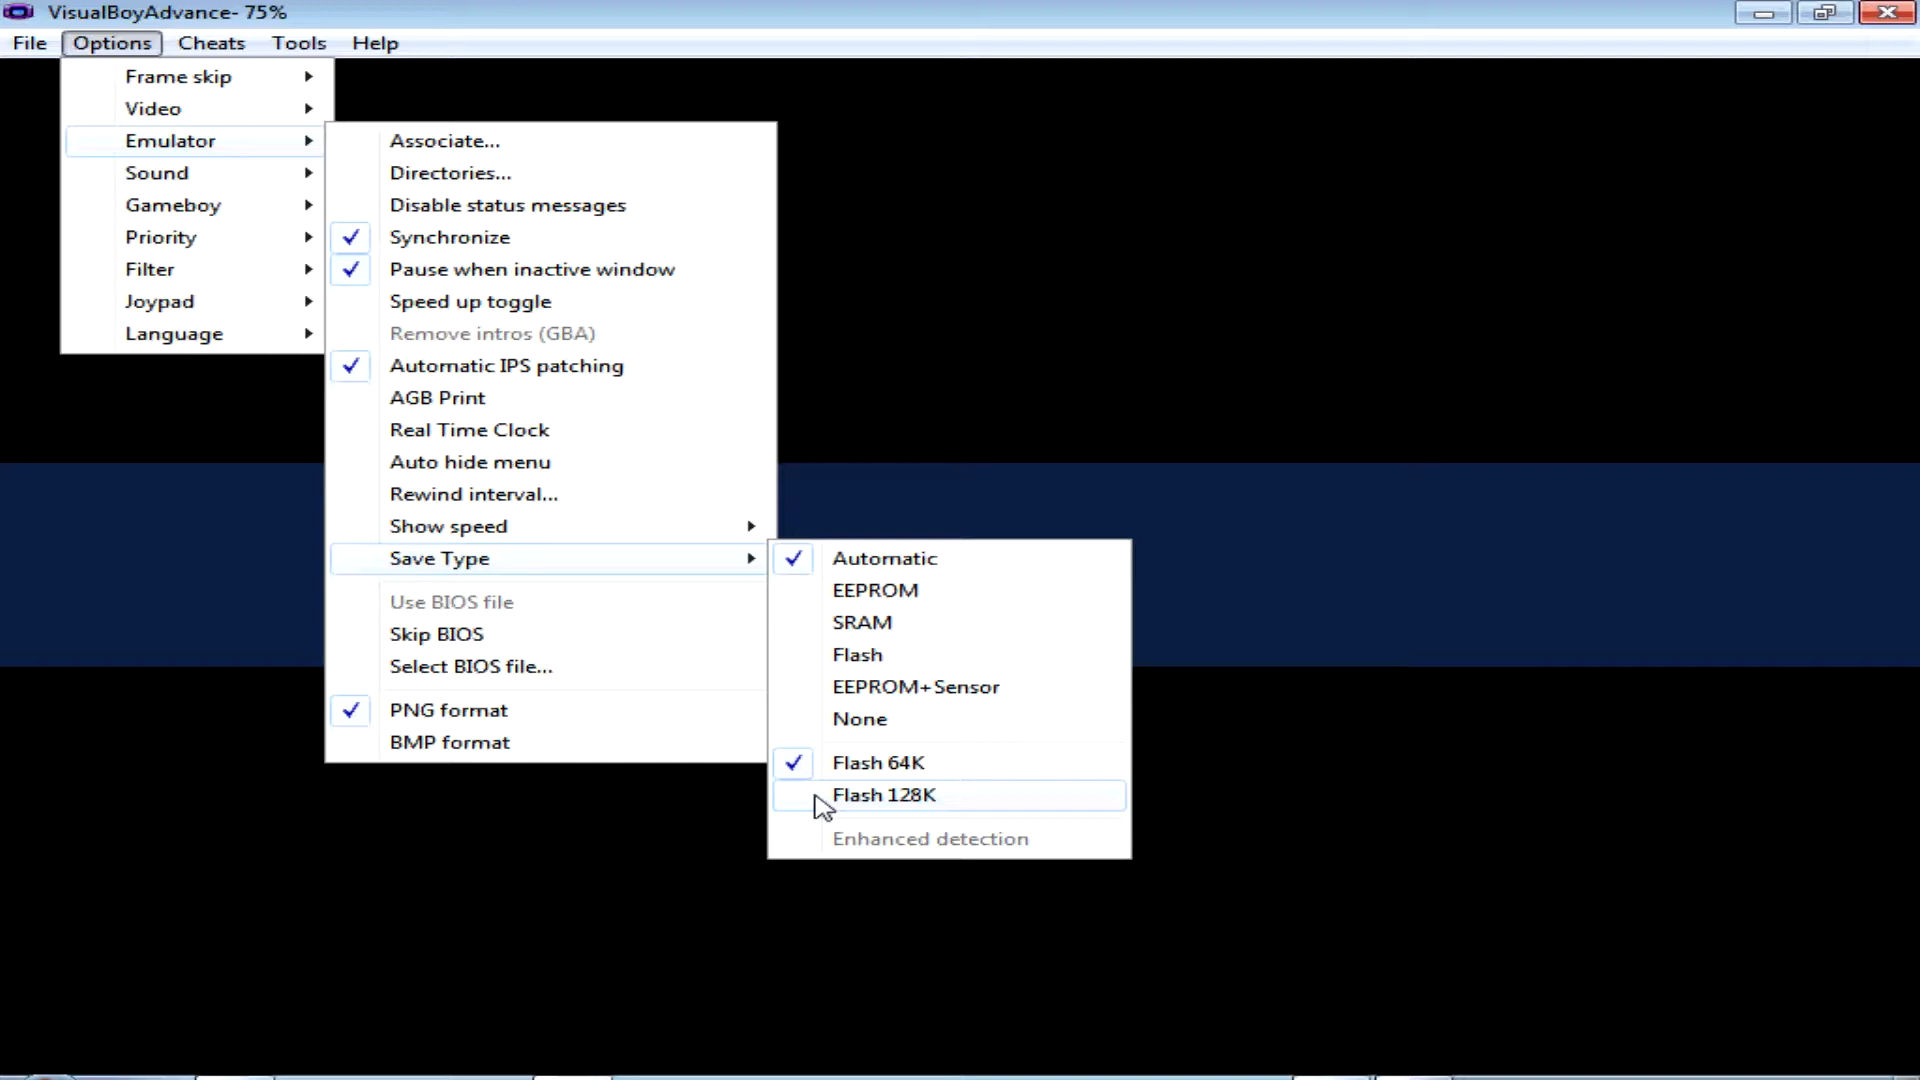 VisualBoyAdvance- 75%
File Options Cheats Tools Help
Frame skip
Video
Emulator
Sound
Gameboy
Priority
Filter
Joypad
Language
Associate...
Directories...
Disable status messages
Synchronize
Pause when inactive window
Speed up toggle
Remove intros (GBA)
Automatic IPS patching
AGB Print
Real Time Clock
Auto hide menu
Rewind interval...
Show speed
Save Type
Use BIOS file
Skip BIOS
Select BIOS file...
PNG format
BMP format
Automatic
EEPROM
SRAM
Flash
EEPROM+Sensor
None
Flash 64K
Flash 128K
Enhanced detection